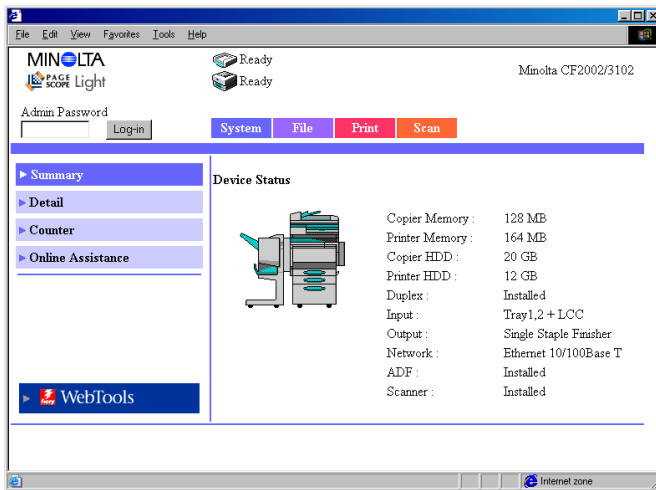 File Edit View Favorites Tools Help
MINOLTA
PAGE SCOPE Light
Ready
Ready
Minolta CF2002/3102
Admin Password
Log-in
System File Print Scan
Summary
Detail
Counter
Online Assistance
fiery WebTools
Device Status
Copier Memory : 128 MB
Printer Memory : 164 MB
Copier HDD : 20 GB
Printer HDD : 12 GB
Duplex : Installed
Input : Tray1,2 + LCC
Output : Single Staple Finisher
Network : Ethernet 10/100Base T
ADF : Installed
Scanner : Installed
Internet zone